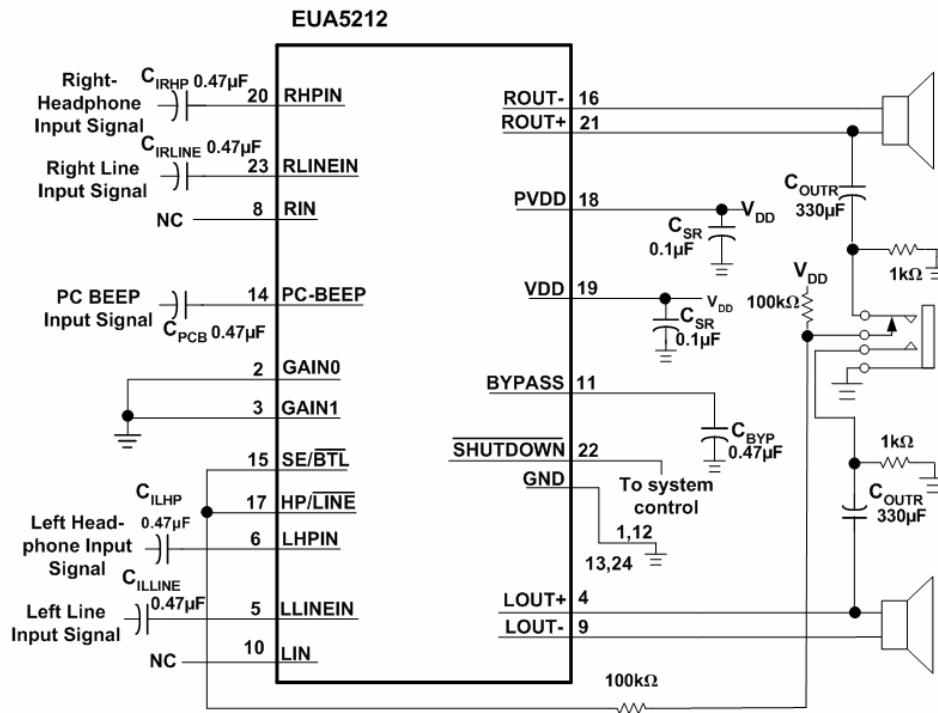 EUA5212
Right-
Headphone
Input Signal
C_IRHP 0.47µF
20 RHPIN
Right Line
Input Signal
C_IRLINE 0.47µF
23 RLINEIN
NC 8 RIN
PC BEEP
Input Signal
C_PCB 0.47µF
14 PC-BEEP
2 GAIN0
3 GAIN1
15 SE/BTL
17 HP/LINE
C_ILHP
0.47µF
Left Head-
phone Input
Signal
6 LHPIN
C_ILLINE
0.47µF
Left Line
Input Signal
5 LLINEIN
NC 10 LIN
ROUT- 16
ROUT+ 21
PVDD 18
V_DD
C_SR
0.1µF
VDD 19
V_DD
C_SR
0.1µF
BYPASS 11
C_BYP
0.47µF
SHUTDOWN 22
To system
control
GND
1,12
13,24
LOUT+ 4
LOUT- 9
C_OUTR
330µF
1kΩ
V_DD
100kΩ
1kΩ
C_OUTR
330µF
100kΩ